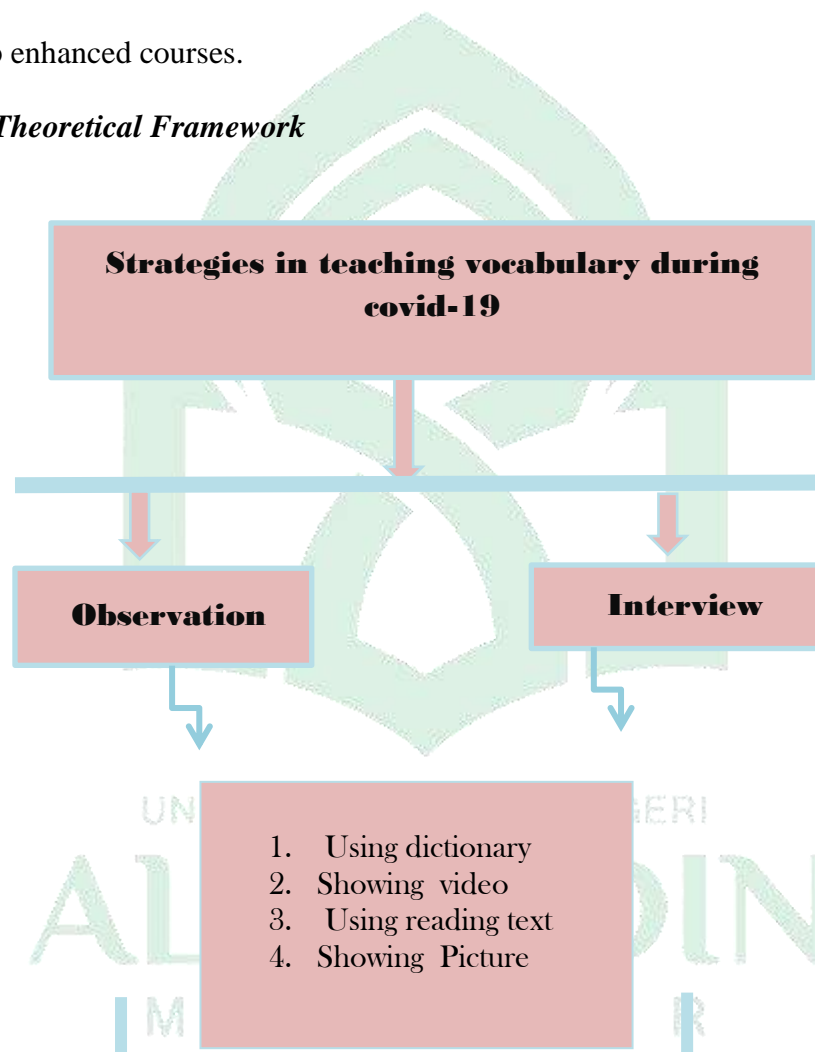 enhanced courses.
Theoretical Framework
Strategies in teaching vocabulary during
covid-19
Observation
Interview
1. Using dictionary
2. Showing video
3. Using reading text
4. Showing Picture